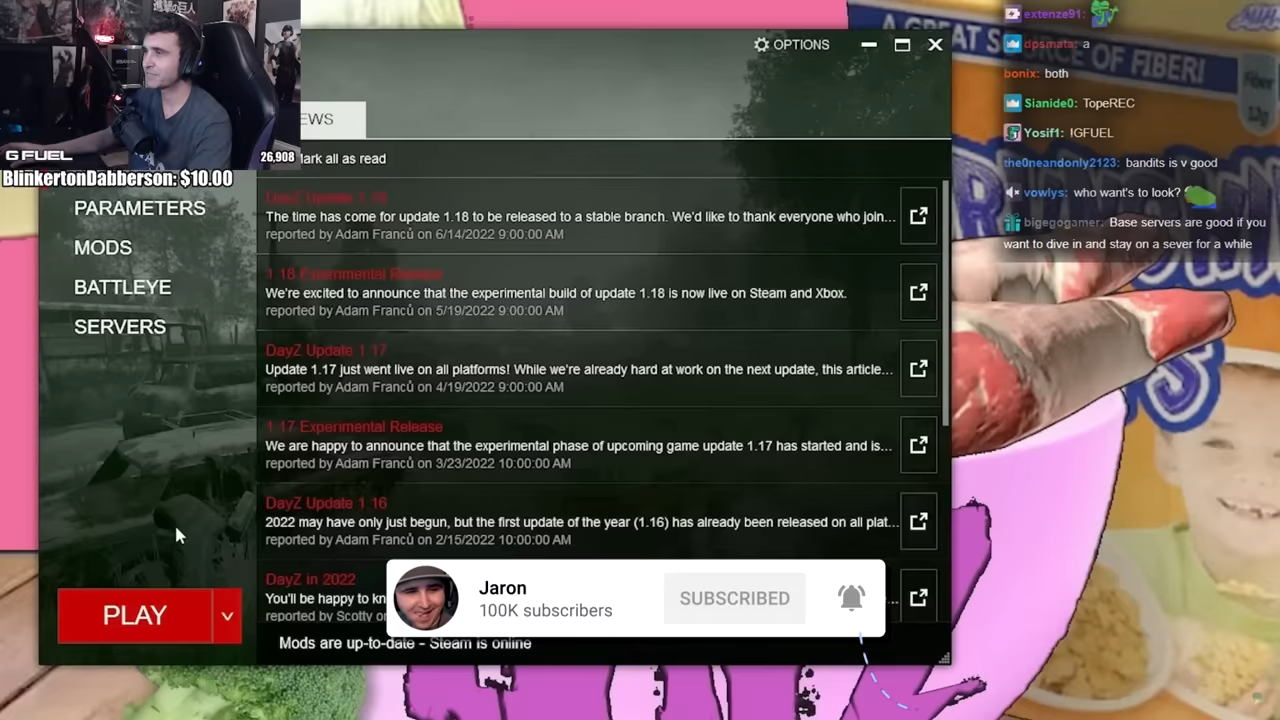 G FUEL
26,908
BlinkertonDabberson: $10.00
OPTIONS
EWS
Mark all as read
PARAMETERS
MODS
BATTLEYE
SERVERS
DayZ Update 1.18
The time has come for update 1.18 to be released to a stable branch. We'd like to thank everyone who join...
reported by Adam Franců on 6/14/2022 9:00:00 AM
1.18 Experimental Release
We're excited to announce that the experimental build of update 1.18 is now live on Steam and Xbox.
reported by Adam Franců on 5/19/2022 9:00:00 AM
DayZ Update 1.17
Update 1.17 just went live on all platforms! While we're already hard at work on the next update, this article...
reported by Adam Franců on 4/19/2022 9:00:00 AM
1.17 Experimental Release
We are happy to announce that the experimental phase of upcoming game update 1.17 has started and is...
reported by Adam Franců on 3/23/2022 10:00:00 AM
DayZ Update 1.16
2022 may have only just begun, but the first update of the year (1.16) has already been released on all plat...
reported by Adam Franců on 2/15/2022 10:00:00 AM
DayZ in 2022
You'll be happy to
reported by Scotty
PLAY
Mods are up-to-date - Steam is online
Jaron
100K subscribers
SUBSCRIBED
extenze91:
dpsmata: a
bonix: both
Sianide0: TopeREC
Yosif1: !GFUEL
the0neandonly2123: bandits is v good
vowlys: who want's to look?
bigegogamer: Base servers are good if you
want to dive in and stay on a sever for a while
A GREAT SOURCE OF FIBER!
Fiber
12g